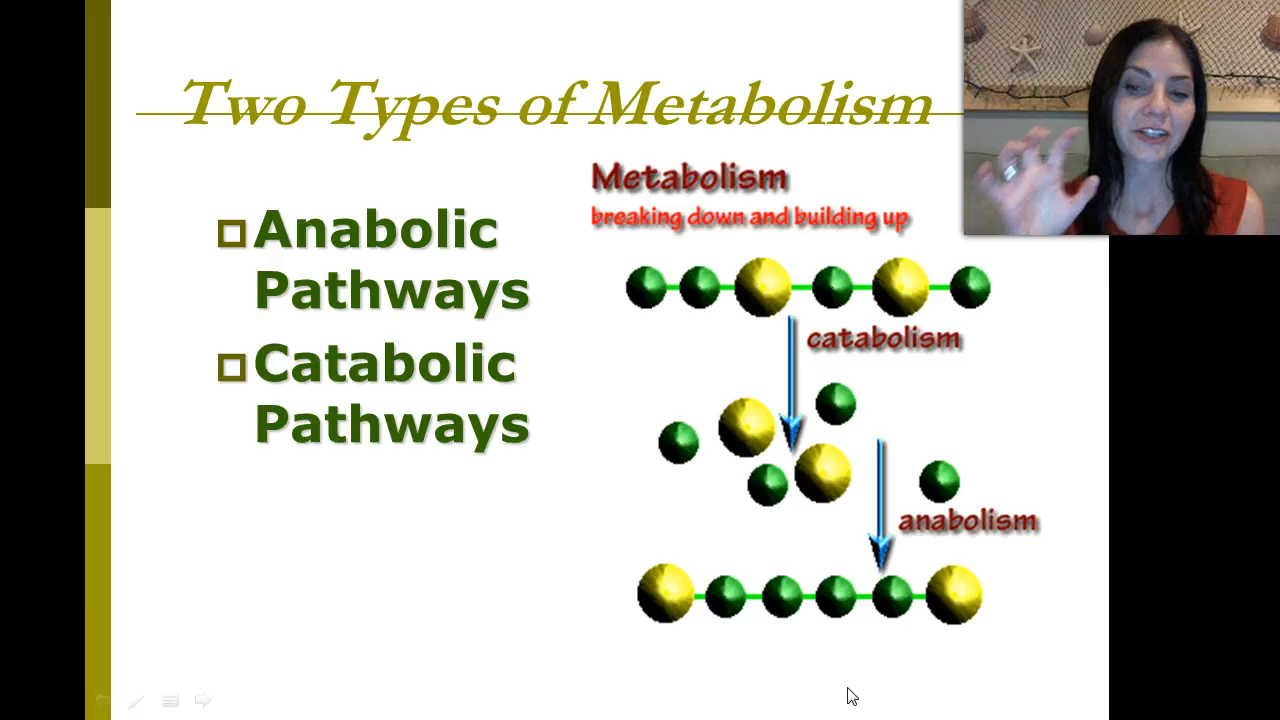 Two Types of Metabolism
Anabolic
Pathways
Catabolic
Pathways
Metabolism
breaking down and building up
catabolism
anabolism